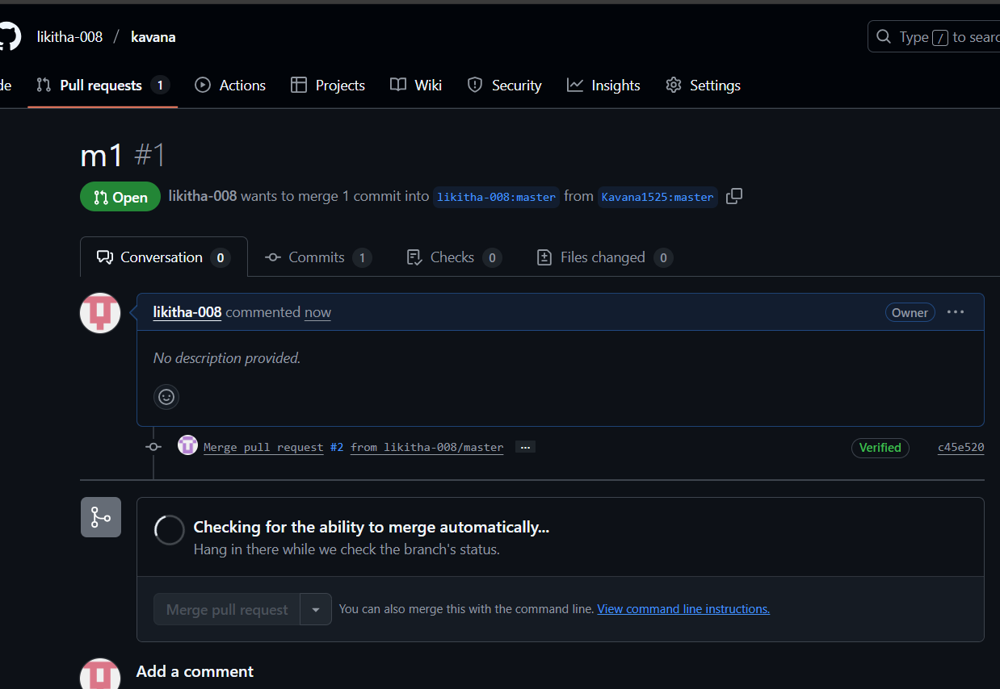 likitha-008 / kavana
Type / to searc
de Pull requests 1 Actions Projects Wiki Security Insights Settings
m1 #1
Open likitha-008 wants to merge 1 commit into likitha-008:master from Kavana1525:master
Conversation 0 Commits 1 Checks 0 Files changed 0
likitha-008 commented now Owner ...
No description provided.
Merge pull request #2 from likitha-008/master ... Verified c45e520
Checking for the ability to merge automatically...
Hang in there while we check the branch's status.
Merge pull request You can also merge this with the command line. View command line instructions.
Add a comment